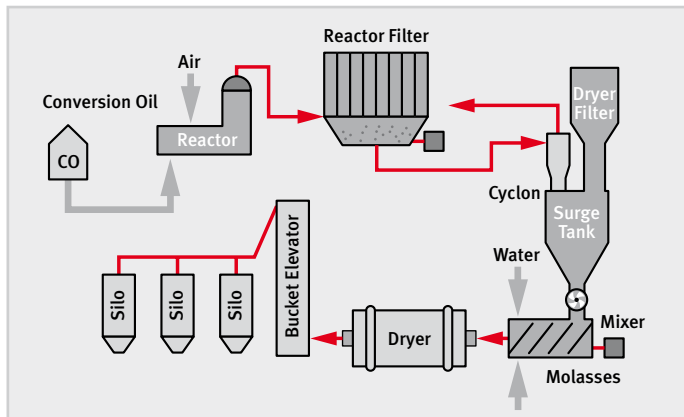 Reactor Filter
Air
Conversion Oil
CO
Reactor
Dryer
Filter
Cyclon
Surge
Tank
Water
Bucket Elevator
Silo
Silo
Silo
Dryer
Mixer
Molasses